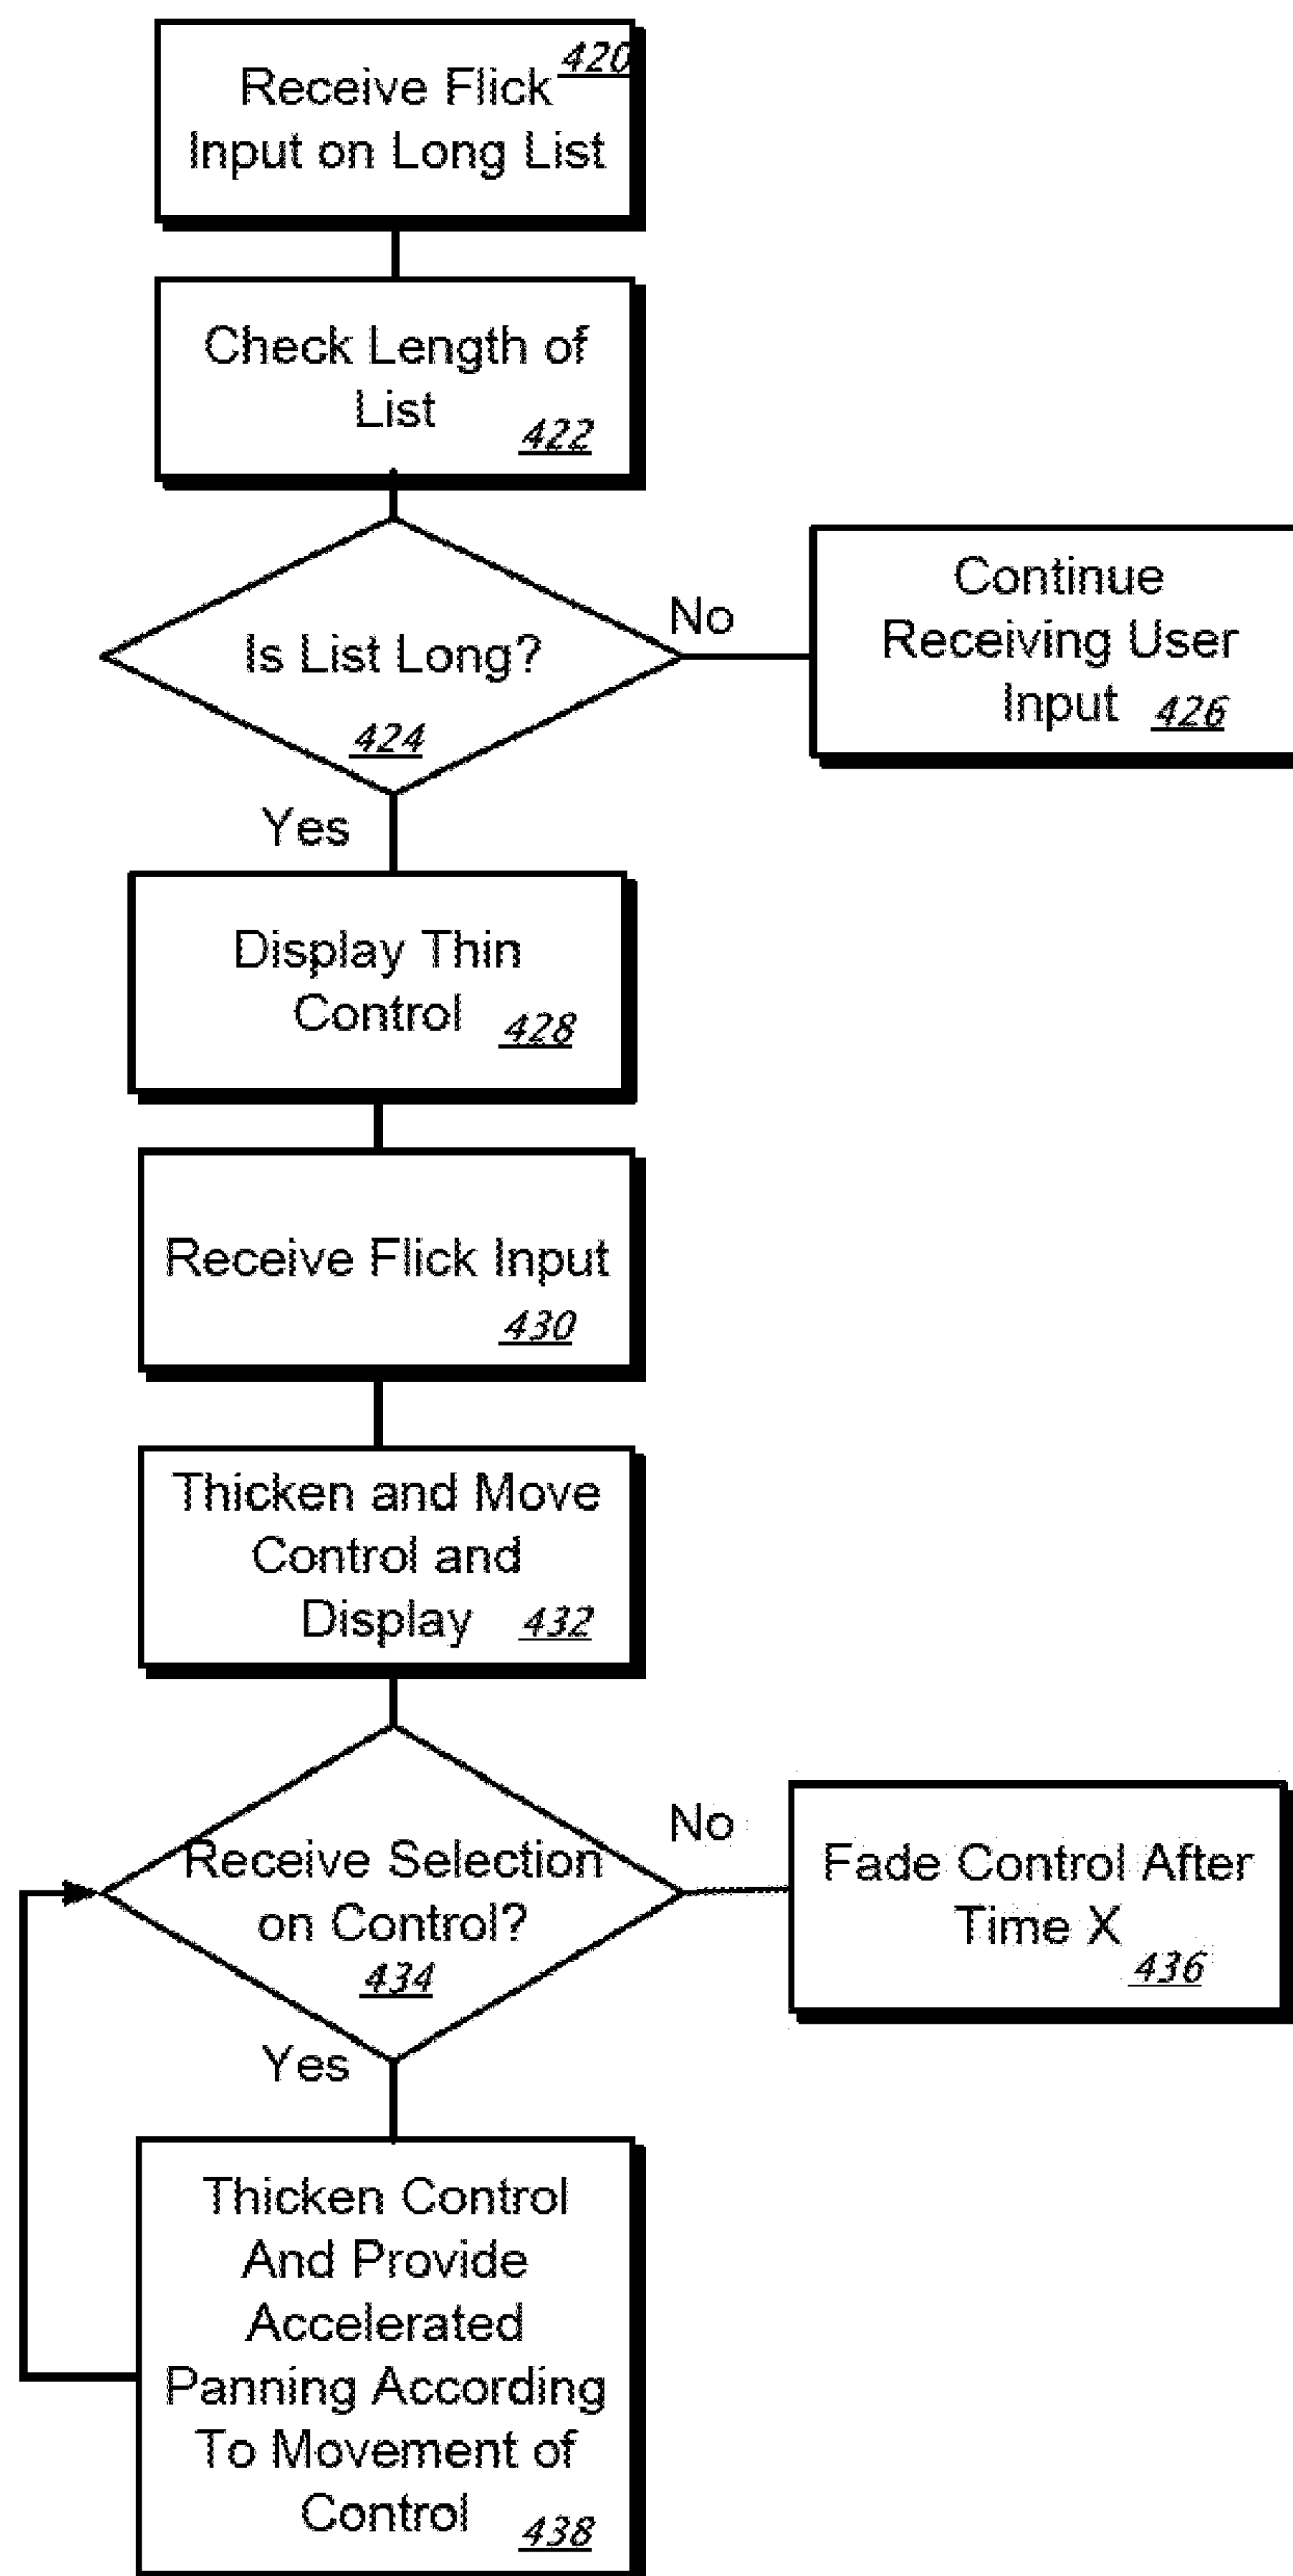 420
Receive Flick
Input on Long List
Check Length of
List 422
Is List Long?
424
No
Continue
Receiving User
Input 426
Yes
Display Thin
Control 428
Receive Flick Input
430
Thicken and Move
Control and
Display 432
Receive Selection
on Control?
434
No
Fade Control After
Time X
436
Yes
Thicken Control
And Provide
Accelerated
Panning According
To Movement of
Control 438